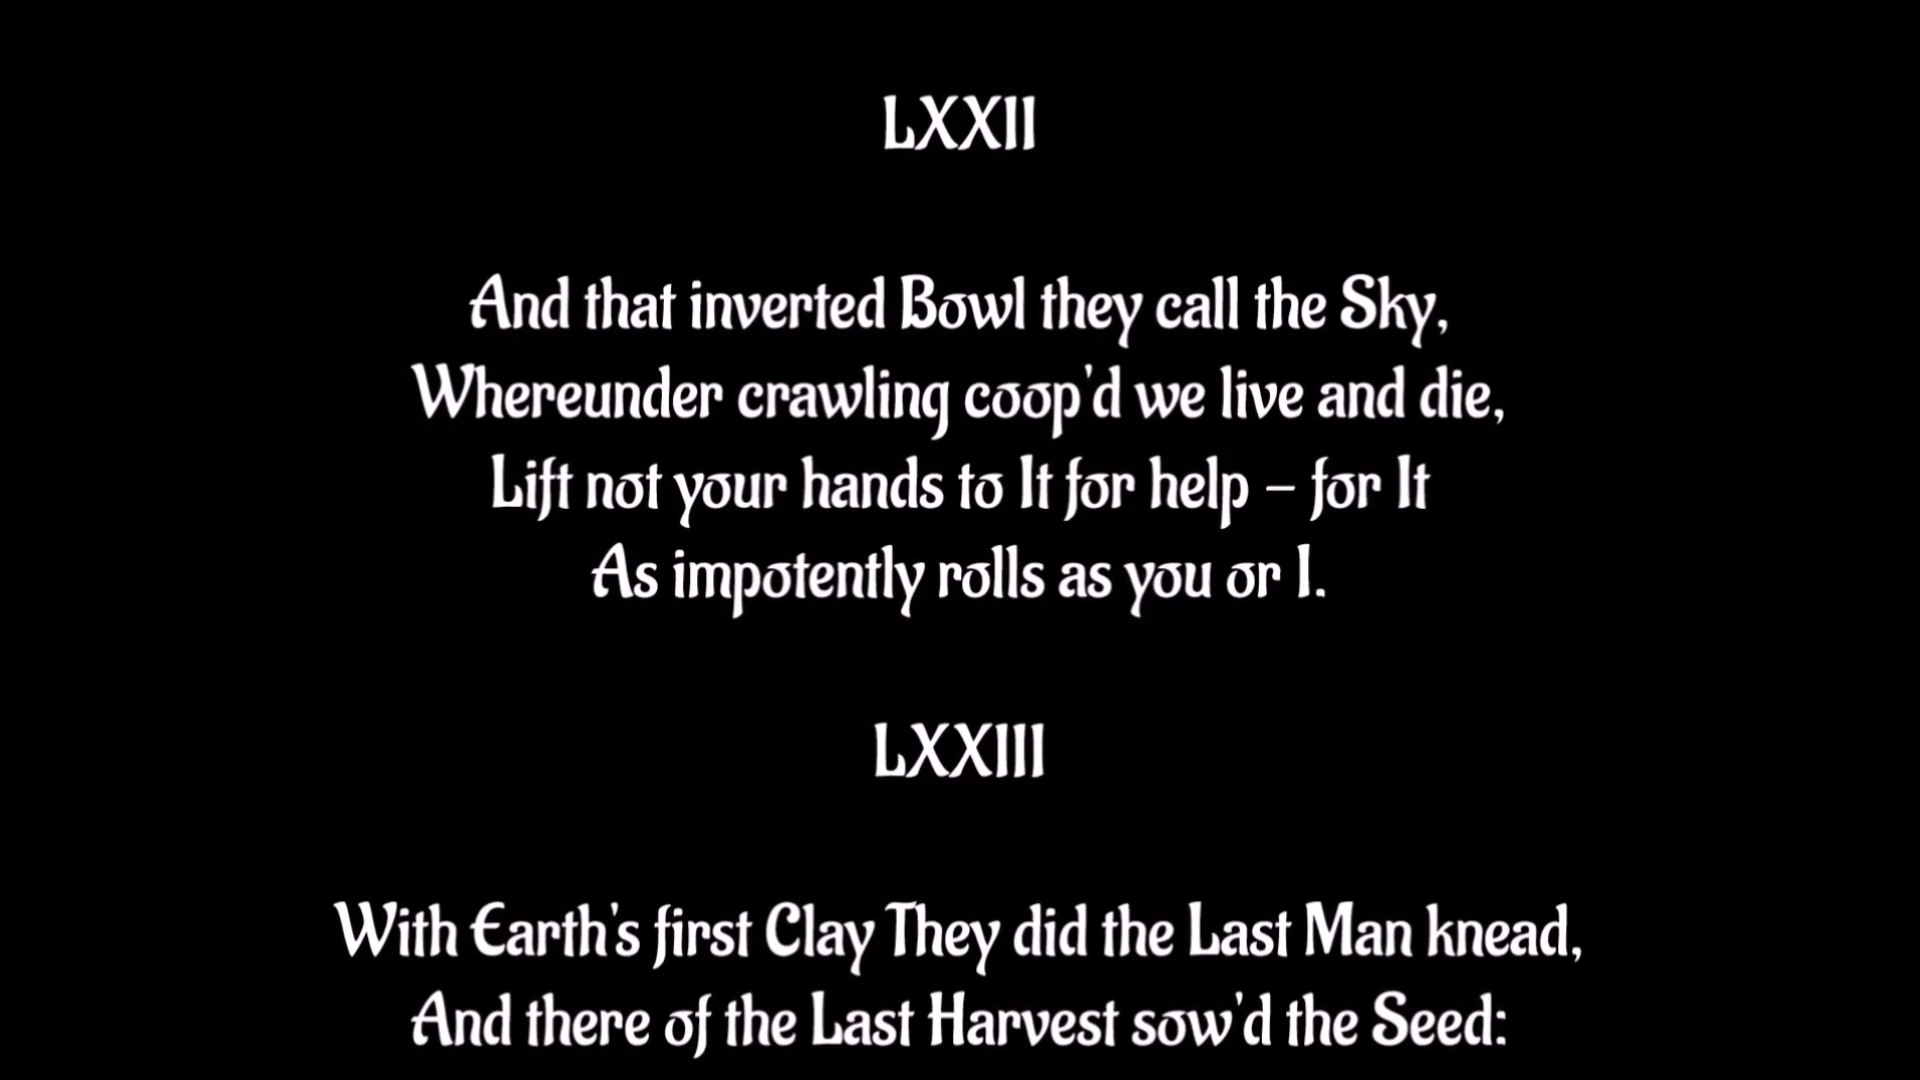 LXXII
And that inverted Bowl they call the Sky,
Whereunder crawling coop'd we live and die,
Lift not your hands to It for help – for It
As impotently rolls as you or I.
LXXIII
With Earth's first Clay They did the Last Man knead,
And there of the Last Harvest sow'd the Seed: